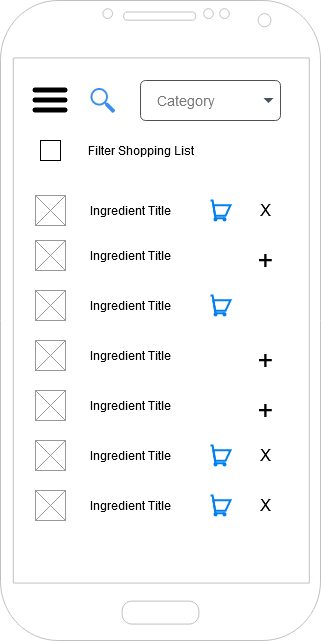 Category
Filter Shopping List
Ingredient Title X
Ingredient Title +
Ingredient Title
Ingredient Title +
Ingredient Title +
Ingredient Title X
Ingredient Title X